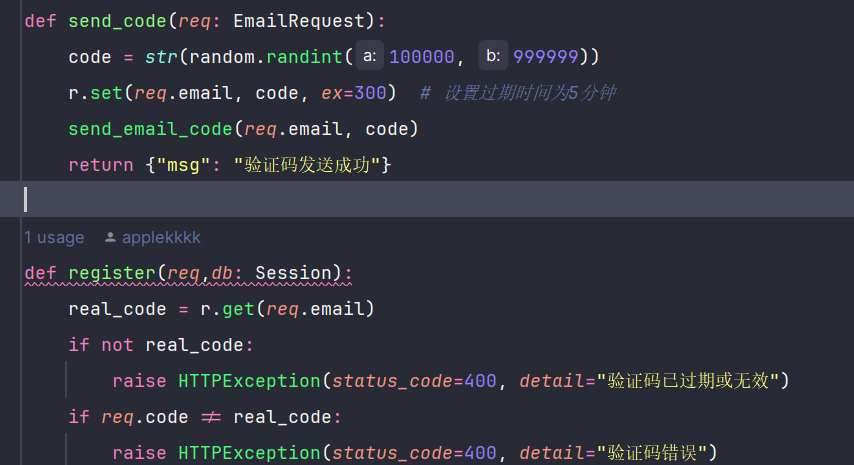 def send_code(req: EmailRequest):
code = str(random.randint( a: 100000, b: 999999))
r.set(req.email, code, ex=300)  # 设置过期时间为5分钟
send_email_code(req.email, code)
return {"msg": "验证码发送成功"}
1 usage applekkkk
def register(req,db: Session):
real_code = r.get(req.email)
if not real_code:
raise HTTPException(status_code=400, detail="验证码已过期或无效")
if req.code != real_code:
raise HTTPException(status_code=400, detail="验证码错误")